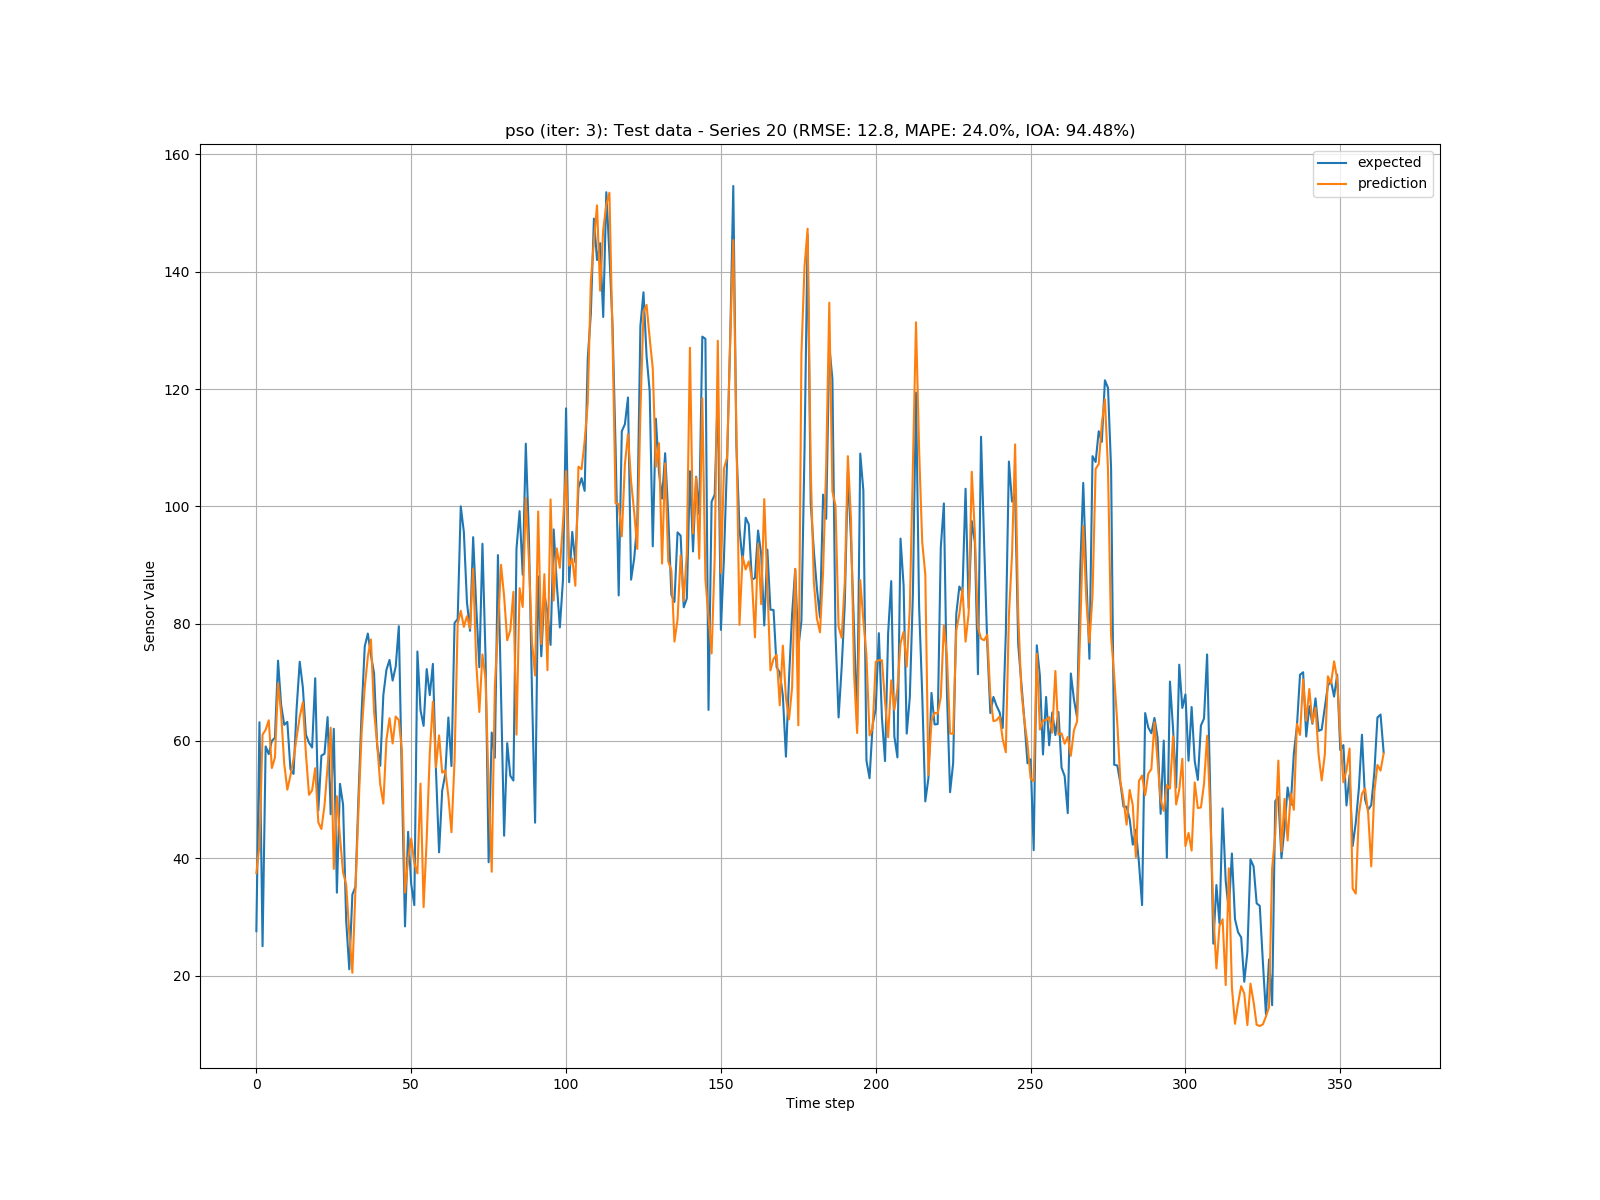 pso (iter: 3): Test data - Series 20 (RMSE: 12.8, MAPE: 24.0%, IOA: 94.48%)
expected
prediction
160
140
120
100
80
60
40
20
Sensor Value
0 50 100 150 200 250 300 350
Time step